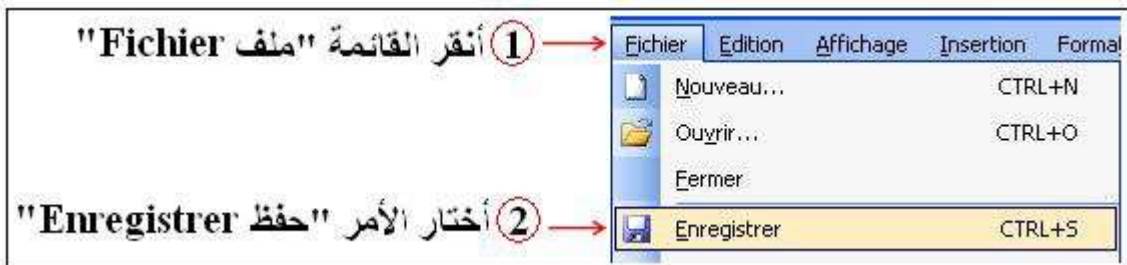 ① أنقر القائمة "ملف Fichier"
Fichier Edition Affichage Insertion Format
Nouveau... CTRL+N
Ouvrir... CTRL+O
Fermer
② أختار الأمر "حفظ Enregistrer"
Enregistrer CTRL+S